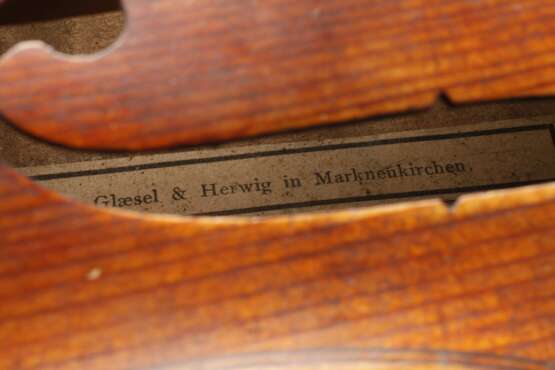 Glæsel & Herwig in Markneukirchen.